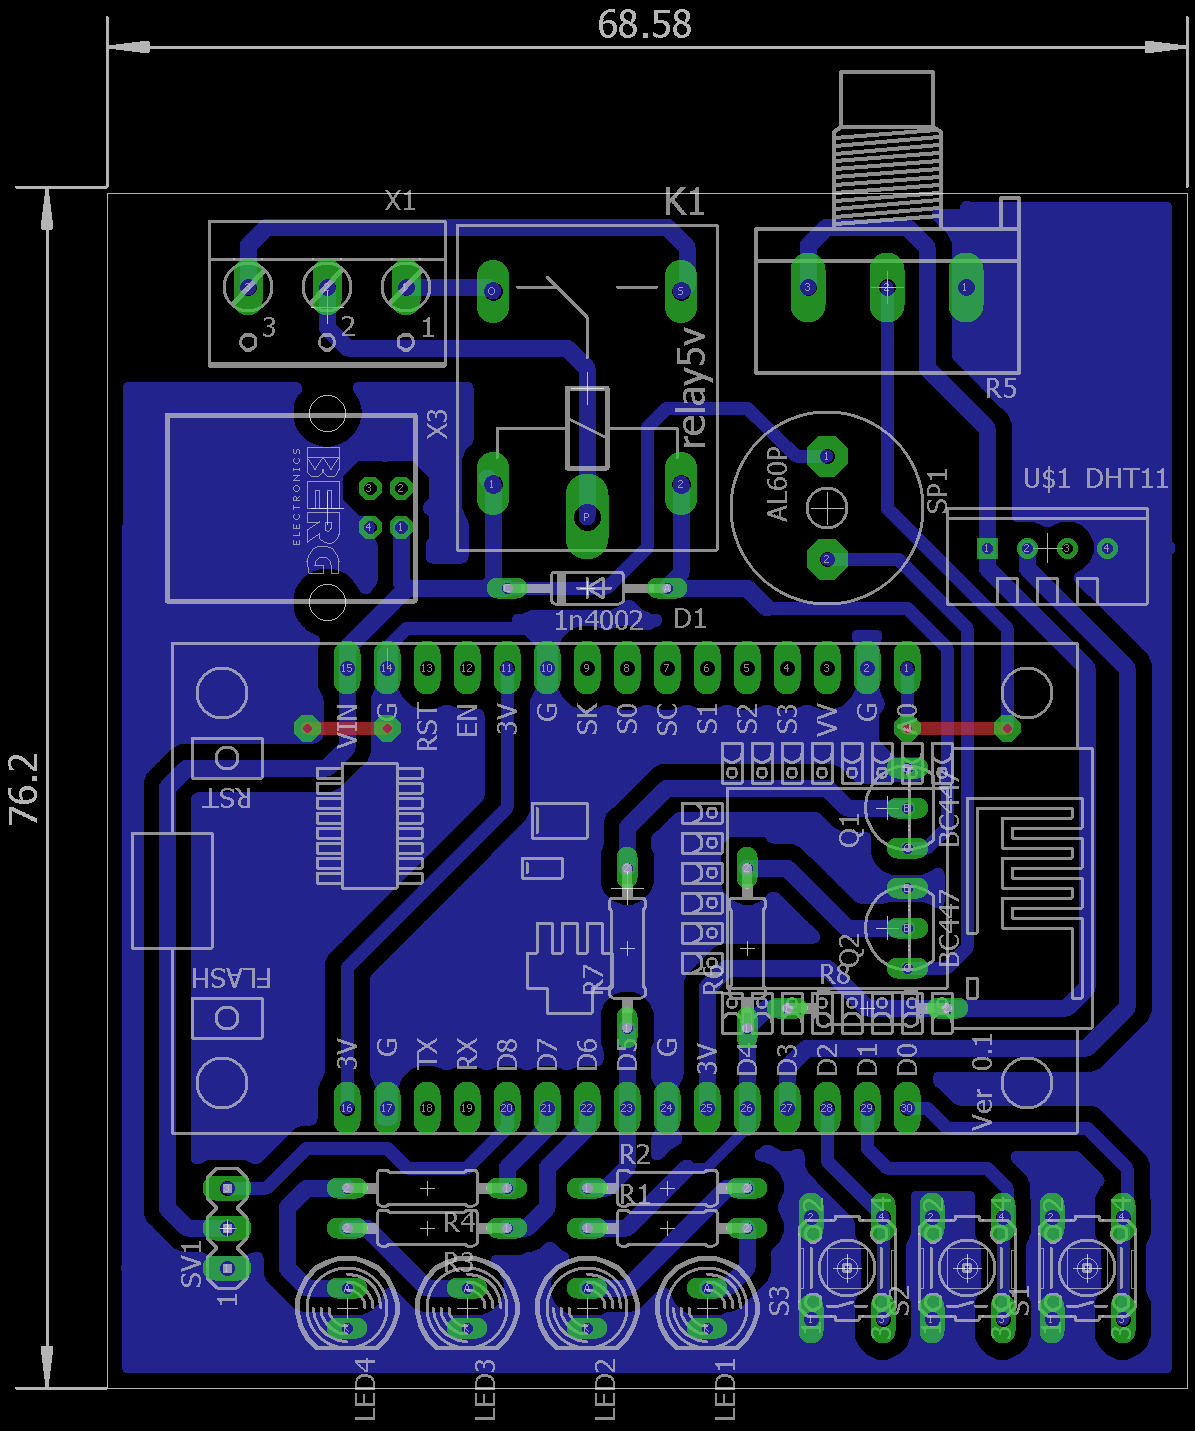 68.58
76.2
X1
K1
3
2
1
relay5v
X3
BERG
ELECTRONICS
3
2
4
1
O
S
1
2
P
3
2
1
R5
AL60P
SP1
1
2
U$1 DHT11
1
2
3
4
1n4002
D1
15 14 13 12 11 10 9 8 7 6 5 4 3 2 1
VIN G RST EN 3V G SK S0 SC S1 S2 S3 VV G A0
RST
FLASH
Q1
BC447
Q2
BC447
R7
R6
R8
3V G TX RX D8 D7 D6 D5 G 3V D4 D3 D2 D1 D0
16 17 18 19 20 21 22 23 24 25 26 27 28 29 30
Ver 0.1
R2
R1
R4
R3
SV1
1
S3
S2
S1
LED4
LED3
LED2
LED1